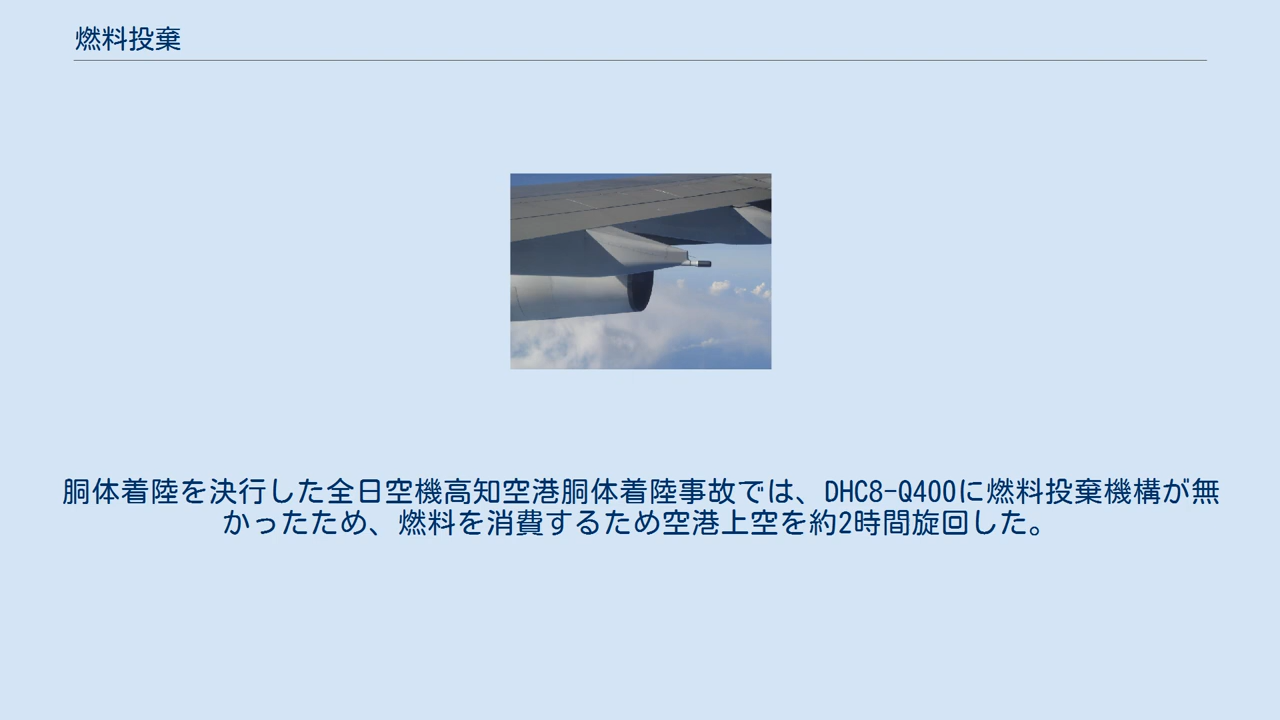 燃料投棄
胴体着陸を決行した全日空機高知空港胴体着陸事故では、DHC8-Q400に燃料投棄機構が無
かったため、燃料を消費するため空港上空を約2時間旋回した。